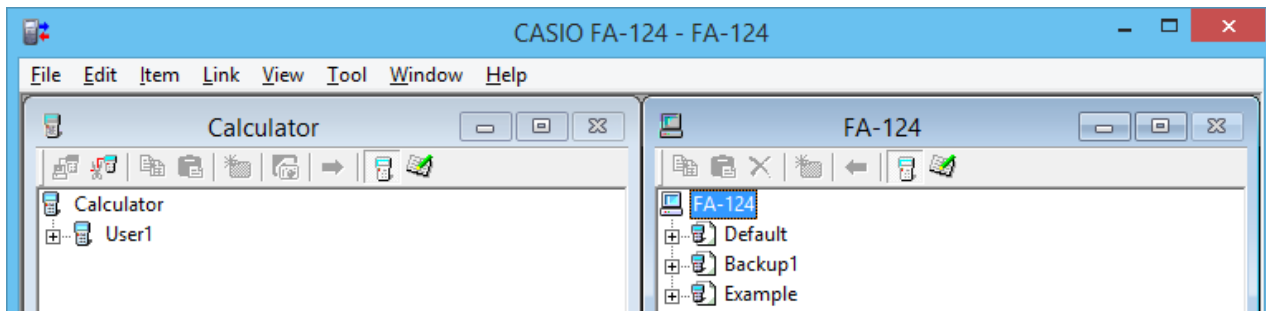 CASIO FA-124 - FA-124
File Edit Item Link View Tool Window Help
Calculator
Calculator
User1
FA-124
FA-124
Default
Backup1
Example